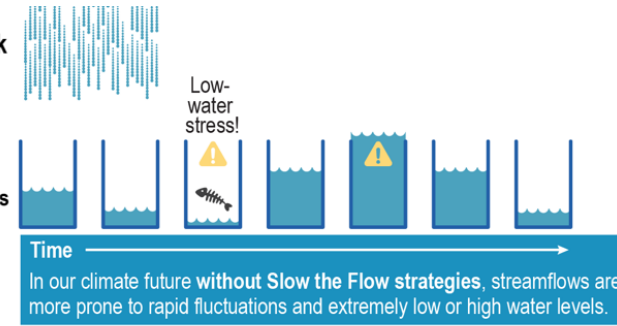 k
Low-
water
stress!
s
Time
In our climate future without Slow the Flow strategies, streamflows are
more prone to rapid fluctuations and extremely low or high water levels.